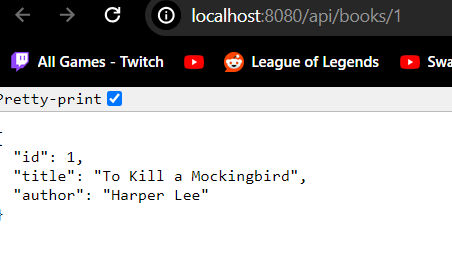 localhost:8080/api/books/1
All Games - Twitch League of Legends Swa
Pretty-print
{
"id": 1,
"title": "To Kill a Mockingbird",
"author": "Harper Lee"
}